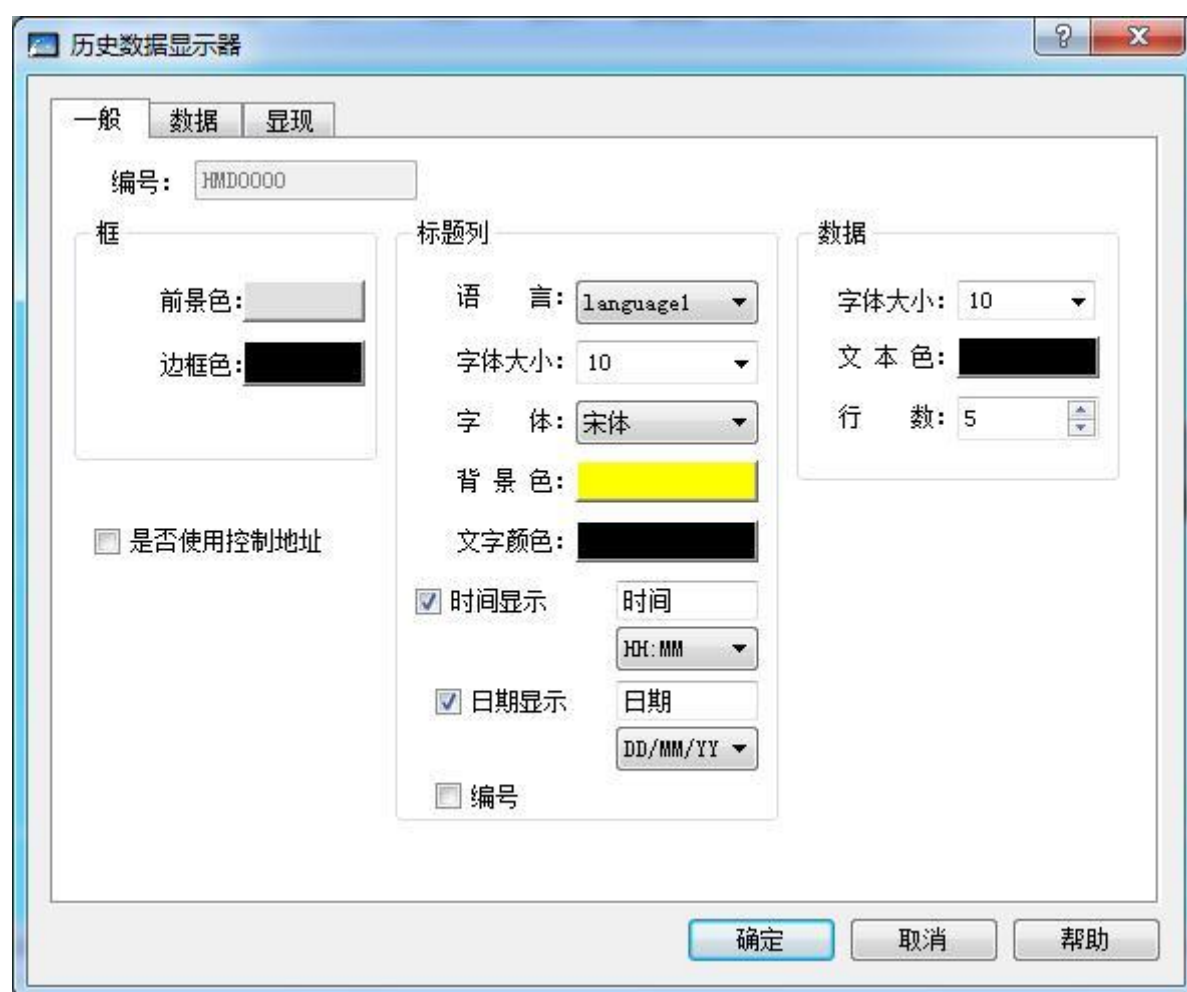 历史数据显示器
一般 数据 显现
编号： HMD0000
框
前景色：
边框色：
是否使用控制地址
标题列
语 言： language1
字体大小： 10
字 体： 宋体
背 景 色：
文字颜色：
时间显示 时间
HH:MM
日期显示 日期
DD/MM/YY
编号
数据
字体大小： 10
文 本 色：
行 数： 5
确定 取消 帮助